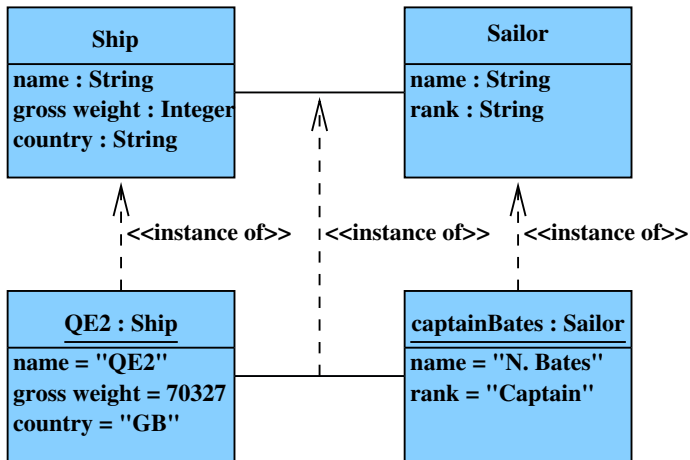 Ship
name : String
gross weight : Integer
country : String
Sailor
name : String
rank : String
<<instance of>>
<<instance of>>
<<instance of>>
QE2 : Ship
name = "QE2"
gross weight = 70327
country = "GB"
captainBates : Sailor
name = "N. Bates"
rank = "Captain"